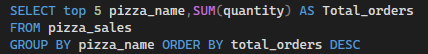 SELECT top 5 pizza_name,SUM(quantity) AS Total_orders
FROM pizza_sales
GROUP BY pizza_name ORDER BY total_orders DESC